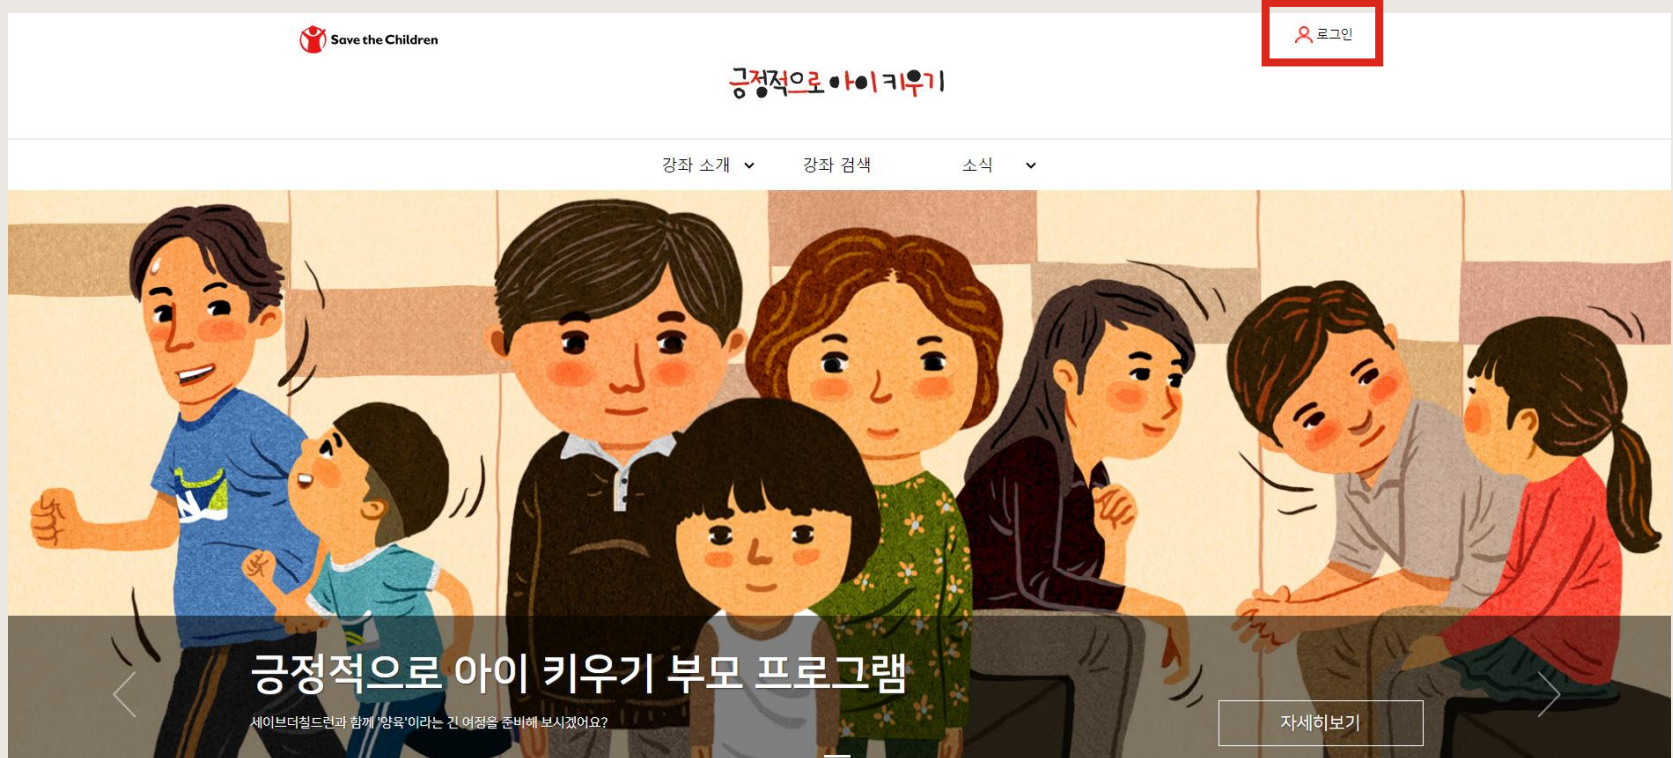 Save the Children
로그인
긍정적으로 아이 키우기
강좌 소개 강좌 검색 소식
긍정적으로 아이 키우기 부모 프로그램
세이브더칠드런과 함께 '양육'이라는 긴 여정을 준비해 보시겠어요?
자세히보기